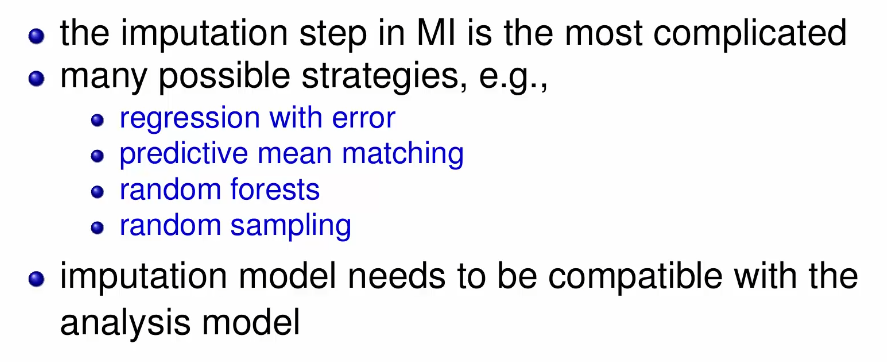 the imputation step in MI is the most complicated
many possible strategies, e.g.,
regression with error
predictive mean matching
random forests
random sampling
imputation model needs to be compatible with the
analysis model